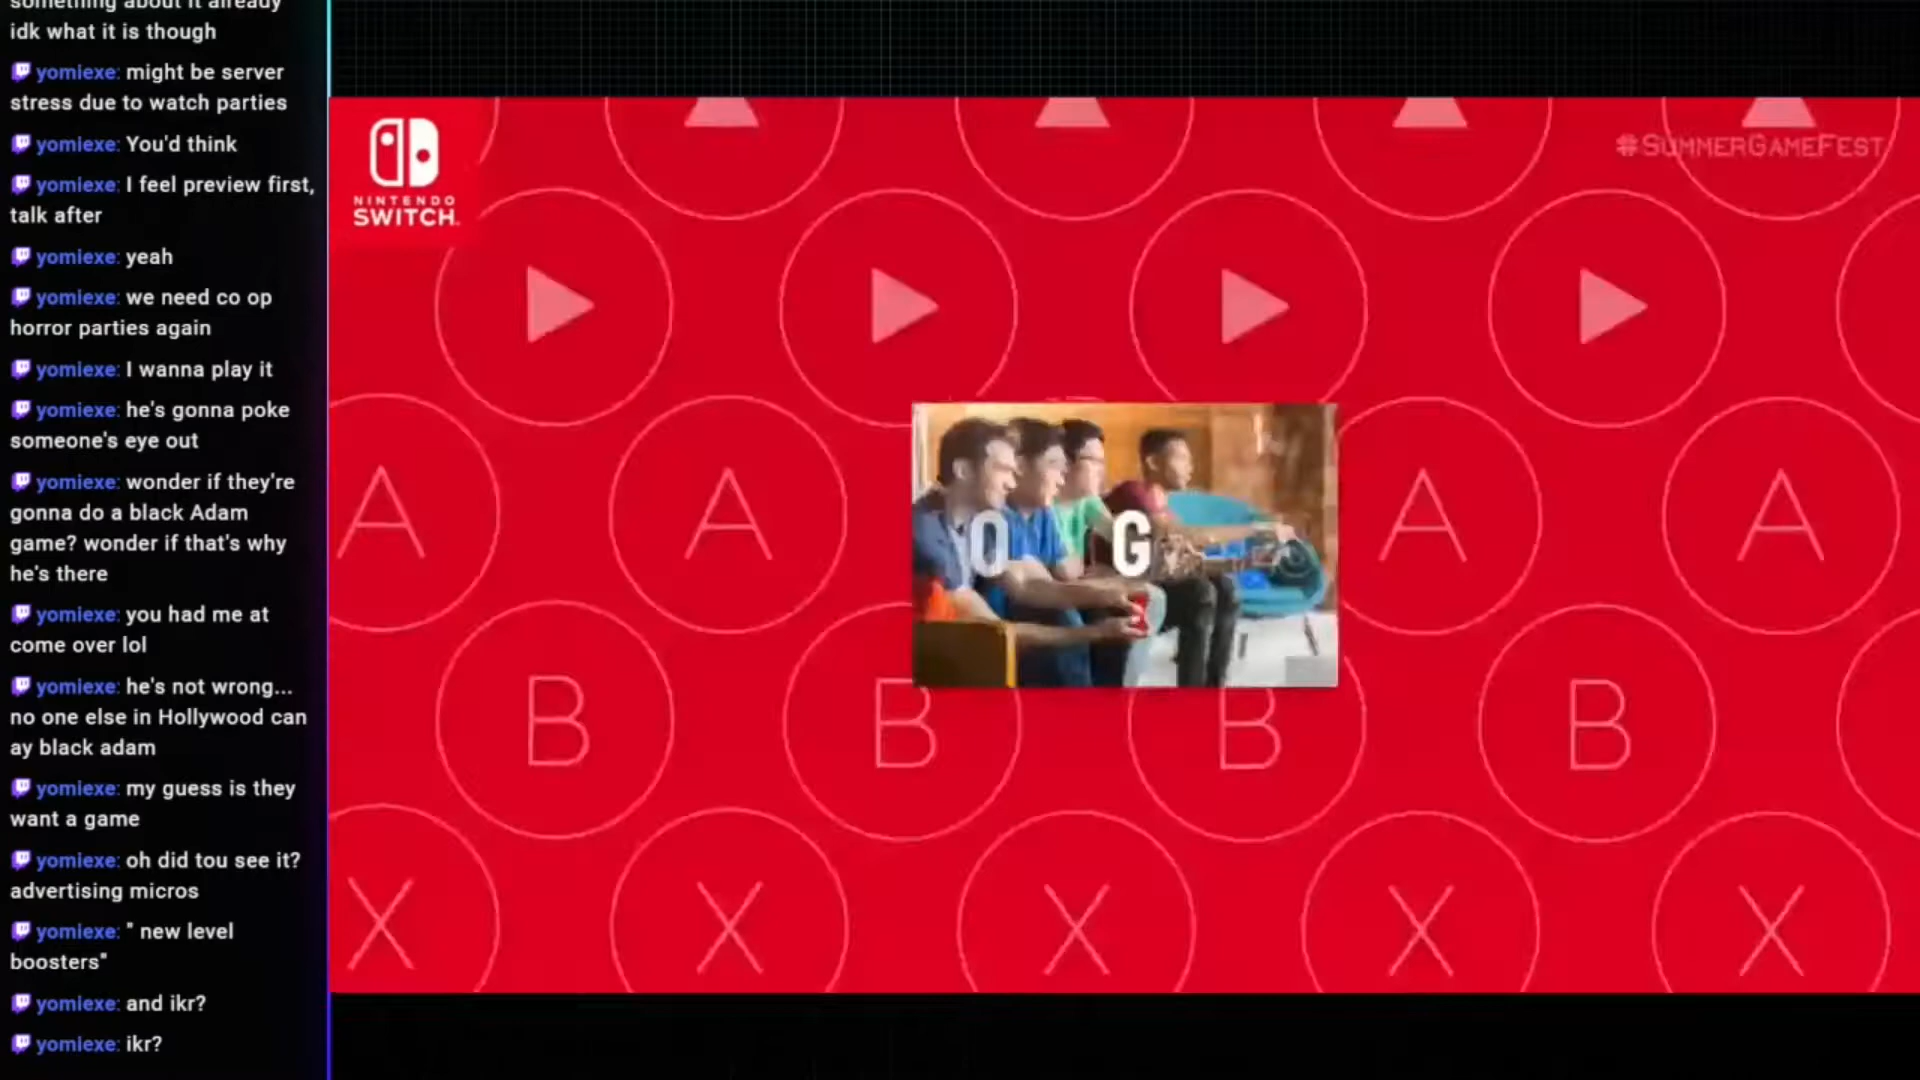 something about it already
idk what it is though
yomiexe: might be server
stress due to watch parties
yomiexe: You'd think
yomiexe: I feel preview first,
talk after
yomiexe: yeah
yomiexe: we need co op
horror parties again
yomiexe: I wanna play it
yomiexe: he's gonna poke
someone's eye out
yomiexe: wonder if they're
gonna do a black Adam
game? wonder if that's why
he's there
yomiexe: you had me at
come over lol
yomiexe: he's not wrong...
no one else in Hollywood can
ay black adam
yomiexe: my guess is they
want a game
yomiexe: oh did tou see it?
advertising micros
yomiexe: " new level
boosters"
yomiexe: and ikr?
yomiexe: ikr?
NINTENDO
SWITCH
#SUMMERGAMEFEST
A A A A
O G
B B B B
X X X X X